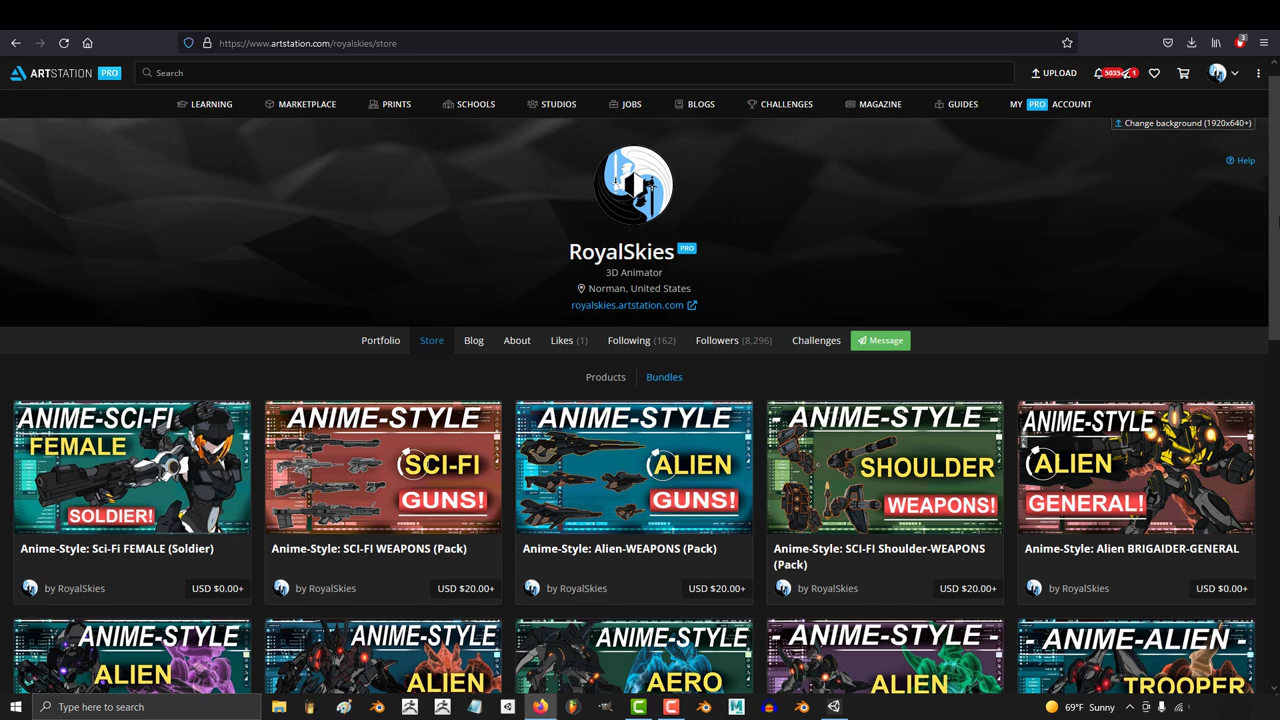 https://www.artstation.com/royalskies/store
3
ARTSTATION PRO
Search
UPLOAD
5035
1
LEARNING
MARKETPLACE
PRINTS
SCHOOLS
STUDIOS
JOBS
BLOGS
CHALLENGES
MAGAZINE
GUIDES
MY PRO ACCOUNT
Change background (1920x640+)
Help
RoyalSkies PRO
3D Animator
Norman, United States
royalskies.artstation.com
Portfolio
Store
Blog
About
Likes (1)
Following (162)
Followers (8,296)
Challenges
Message
Products
Bundles
ANIME-SCI-FI
FEMALE
SOLDIER!
Anime-Style: Sci-Fi FEMALE (Soldier)
by RoyalSkies
USD $0.00+
ANIME-STYLE
SCI-FI
GUNS!
Anime-Style: SCI-FI WEAPONS (Pack)
by RoyalSkies
USD $20.00+
ANIME-STYLE
ALIEN
GUNS!
Anime-Style: Alien-WEAPONS (Pack)
by RoyalSkies
USD $20.00+
- ANIME-STYLE -
SHOULDER
WEAPONS!
Anime-Style: SCI-FI Shoulder-WEAPONS
(Pack)
by RoyalSkies
USD $20.00+
ANIME-STYLE
ALIEN
GENERAL!
Anime-Style: Alien BRIGAIDER-GENERAL
by RoyalSkies
USD $0.00+
ANIME-STYLE
ALIEN
ANIME-STYLE
ALIEN
ANIME-STYLE
AERO
- ANIME-STYLE -
ALIEN
- ANIME-ALIEN -
TROOPER
Type here to search
69°F Sunny